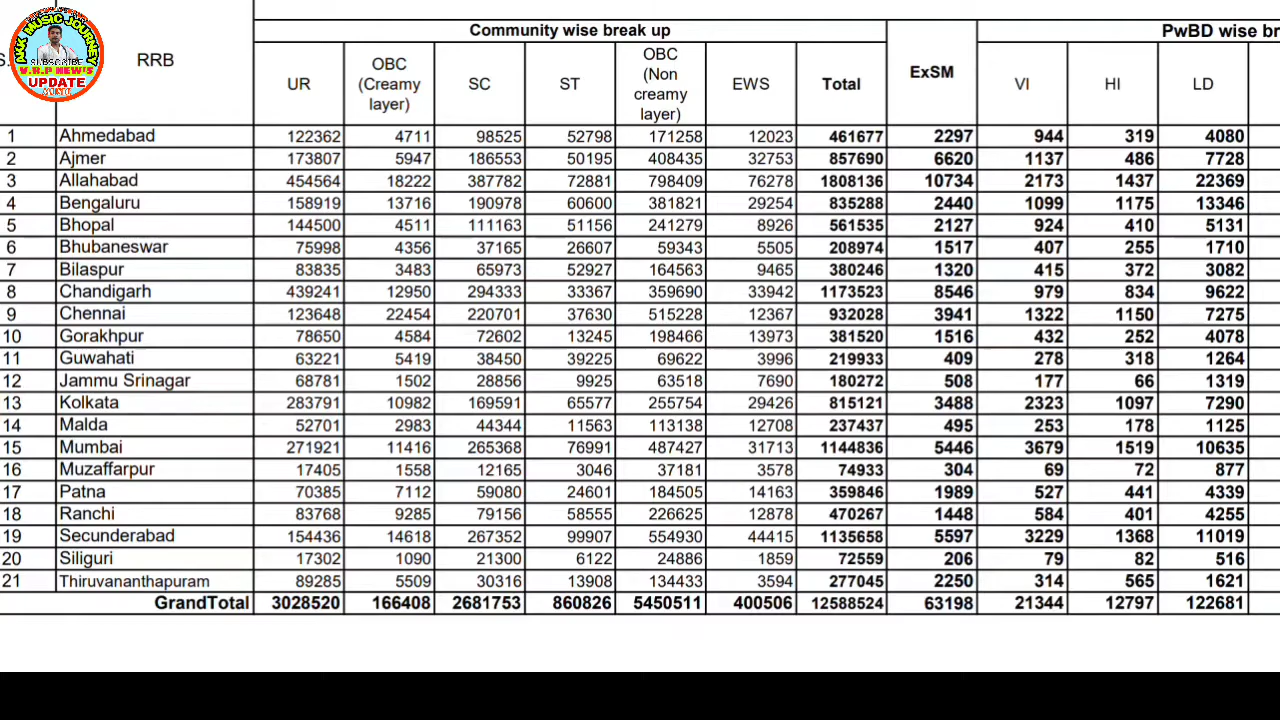 AKK MUSIC JOURNEY
SUBSCRIBE
V.R.P NEW'S
UPDATE
S.
RRB
Community wise break up
ExSM
PwBD wise br
UR OBC (Creamy layer) SC ST OBC (Non creamy layer) EWS Total VI HI LD
1 Ahmedabad 122362 4711 98525 52798 171258 12023 461677 2297 944 319 4080
2 Ajmer 173807 5947 186553 50195 408435 32753 857690 6620 1137 486 7728
3 Allahabad 454564 18222 387782 72881 798409 76278 1808136 10734 2173 1437 22369
4 Bengaluru 158919 13716 190978 60600 381821 29254 835288 2440 1099 1175 13346
5 Bhopal 144500 4511 111163 51156 241279 8926 561535 2127 924 410 5131
6 Bhubaneswar 75998 4356 37165 26607 59343 5505 208974 1517 407 255 1710
7 Bilaspur 83835 3483 65973 52927 164563 9465 380246 1320 415 372 3082
8 Chandigarh 439241 12950 294333 33367 359690 33942 1173523 8546 979 834 9622
9 Chennai 123648 22454 220701 37630 515228 12367 932028 3941 1322 1150 7275
10 Gorakhpur 78650 4584 72602 13245 198466 13973 381520 1516 432 252 4078
11 Guwahati 63221 5419 38450 39225 69622 3996 219933 409 278 318 1264
12 Jammu Srinagar 68781 1502 28856 9925 63518 7690 180272 508 177 66 1319
13 Kolkata 283791 10982 169591 65577 255754 29426 815121 3488 2323 1097 7290
14 Malda 52701 2983 44344 11563 113138 12708 237437 495 253 178 1125
15 Mumbai 271921 11416 265368 76991 487427 31713 1144836 5446 3679 1519 10635
16 Muzaffarpur 17405 1558 12165 3046 37181 3578 74933 304 69 72 877
17 Patna 70385 7112 59080 24601 184505 14163 359846 1989 527 441 4339
18 Ranchi 83768 9285 79156 58555 226625 12878 470267 1448 584 401 4255
19 Secunderabad 154436 14618 267352 99907 554930 44415 1135658 5597 3229 1368 11019
20 Siliguri 17302 1090 21300 6122 24886 1859 72559 206 79 82 516
21 Thiruvananthapuram 89285 5509 30316 13908 134433 3594 277045 2250 314 565 1621
GrandTotal 3028520 166408 2681753 860826 5450511 400506 12588524 63198 21344 12797 122681